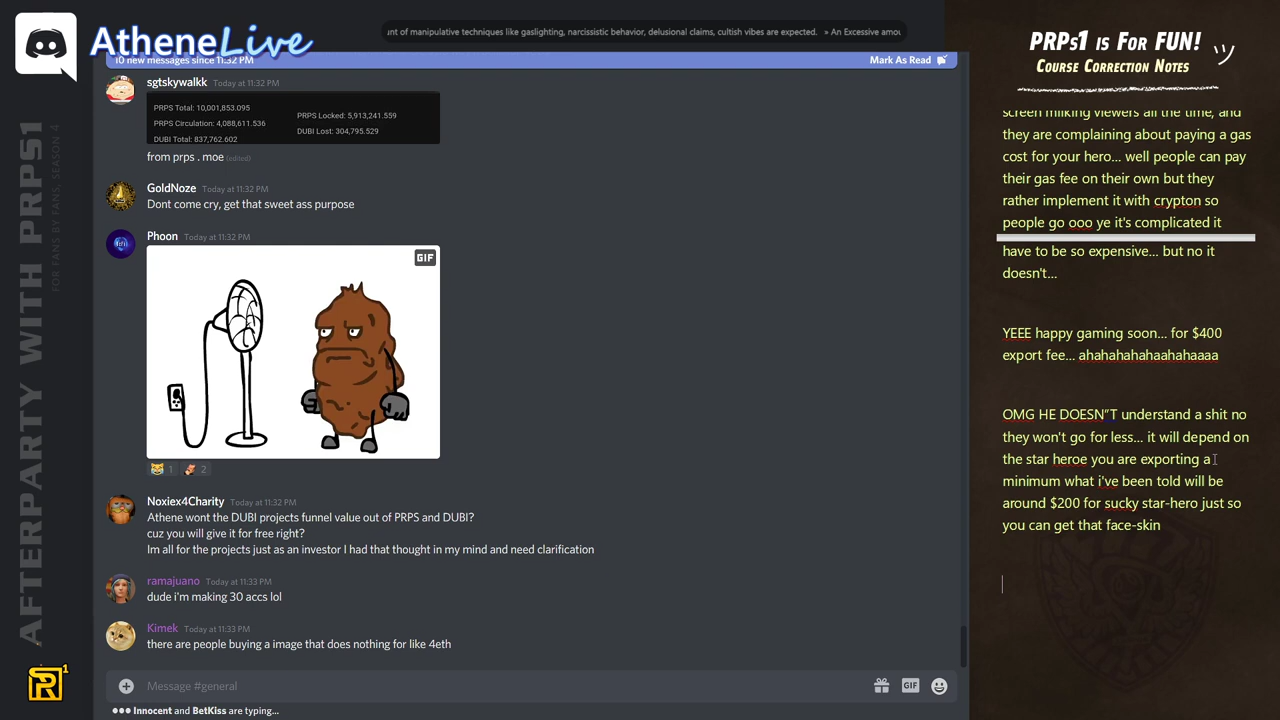 AtheneLive
unt of manipulative techniques like gaslighting, narcissistic behavior, delusional claims, cultish vibes are expected. » An Excessive amou
10 new messages since 11:32 PM
Mark As Read
sgtskywalkk Today at 11:32 PM
PRPS Total: 10,001,853.095
PRPS Locked: 5,913,241.559
PRPS Circulation: 4,088,611.536
DUBI Lost: 304,795.529
DUBI Total: 837,762.602
from prps . moe (edited)
GoldNoze Today at 11:32 PM
Dont come cry, get that sweet ass purpose
Phoon Today at 11:32 PM
GIF
1
2
Noxiex4Charity Today at 11:32 PM
Athene wont the DUBI projects funnel value out of PRPS and DUBI?
cuz you will give it for free right?
Im all for the projects just as an investor I had that thought in my mind and need clarification
ramajuano Today at 11:33 PM
dude i'm making 30 accs lol
Kimek Today at 11:33 PM
there are people buying a image that does nothing for like 4eth
Message #general
GIF
Innocent and BetKiss are typing...
AFTERPARTY WITH PRPS1
FOR FANS BY FANS, SEASON 4
R1
PRPS1 IS FOR FUN!
COURSE CORRECTION NOTES
ツ
screen milking viewers all the time, and
they are complaining about paying a gas
cost for your hero... well people can pay
their gas fee on their own but they
rather implement it with crypton so
people go ooo ye it's complicated it
have to be so expensive... but no it
doesn't...
YEEE happy gaming soon... for $400
export fee... ahahahahahaahahaaaa
OMG HE DOESN"T understand a shit no
they won't go for less... it will depend on
the star heroe you are exporting a
minimum what i've been told will be
around $200 for sucky star-hero just so
you can get that face-skin